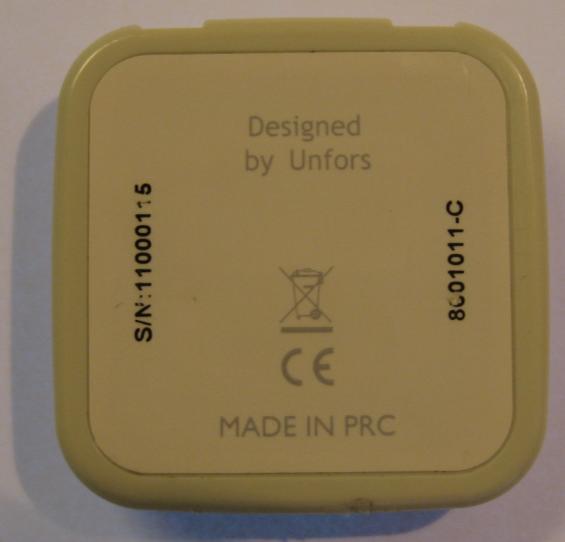 Designed
by Unfors
S/N:11000115
8001011-C
CE
MADE IN PRC